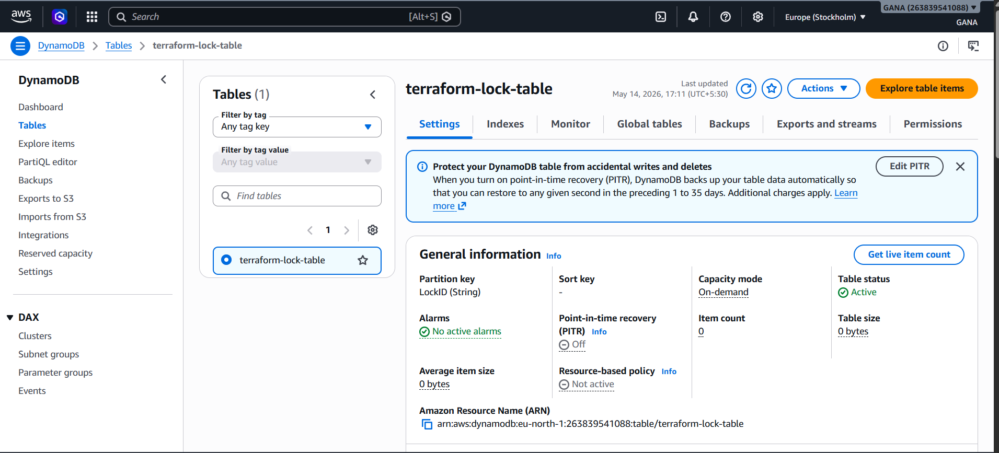 aws
Search
[Alt+S]
Europe (Stockholm)
GANA (263839541088)
GANA
DynamoDB
Tables
terraform-lock-table
DynamoDB
Dashboard
Tables
Explore items
PartiQL editor
Backups
Exports to S3
Imports from S3
Integrations
Reserved capacity
Settings
DAX
Clusters
Subnet groups
Parameter groups
Events
Tables (1)
Filter by tag
Any tag key
Filter by tag value
Any tag value
Find tables
1
terraform-lock-table
terraform-lock-table
Last updated
May 14, 2026, 17:11 (UTC+5:30)
Actions
Explore table items
Settings
Indexes
Monitor
Global tables
Backups
Exports and streams
Permissions
Protect your DynamoDB table from accidental writes and deletes
When you turn on point-in-time recovery (PITR), DynamoDB backs up your table data automatically so
that you can restore to any given second in the preceding 1 to 35 days. Additional charges apply. Learn
more
Edit PITR
General information Info
Get live item count
Partition key
LockID (String)
Sort key
-
Capacity mode
On-demand
Table status
Active
Alarms
No active alarms
Point-in-time recovery
(PITR) Info
Off
Item count
0
Table size
0 bytes
Average item size
0 bytes
Resource-based policy Info
Not active
Amazon Resource Name (ARN)
arn:aws:dynamodb:eu-north-1:263839541088:table/terraform-lock-table